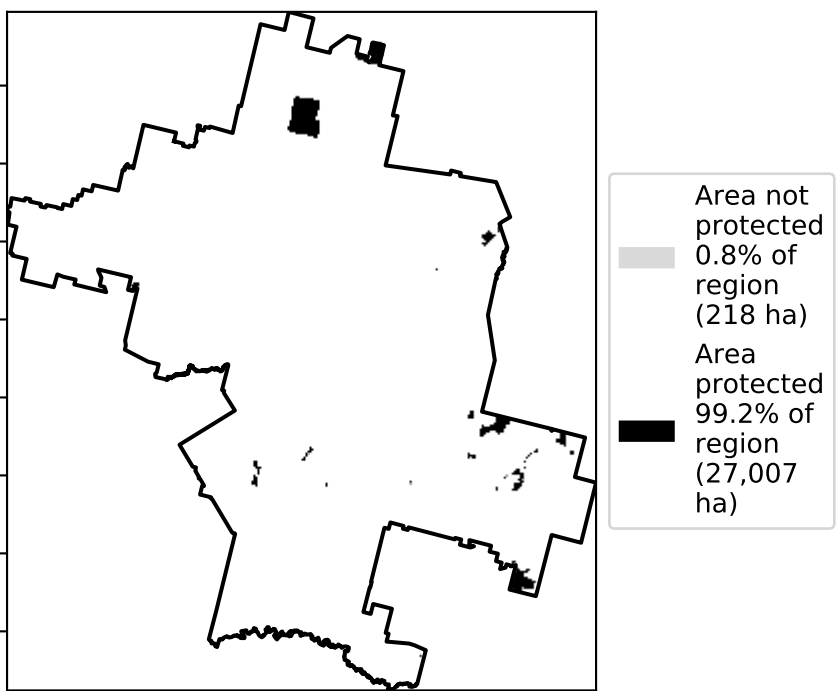 Area not
protected
0.8% of
region
(218 ha)
Area
protected
99.2% of
region
(27,007
ha)